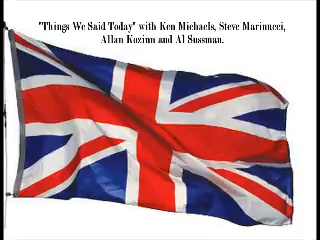 "Things We Said Today" with Ken Michaels, Steve Marinucci,
Allan Kozinn and Al Sussman.